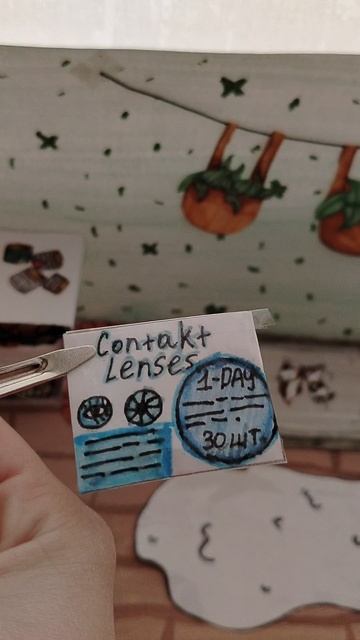 Contakt
Lenses
1-DAY
30 ШТ